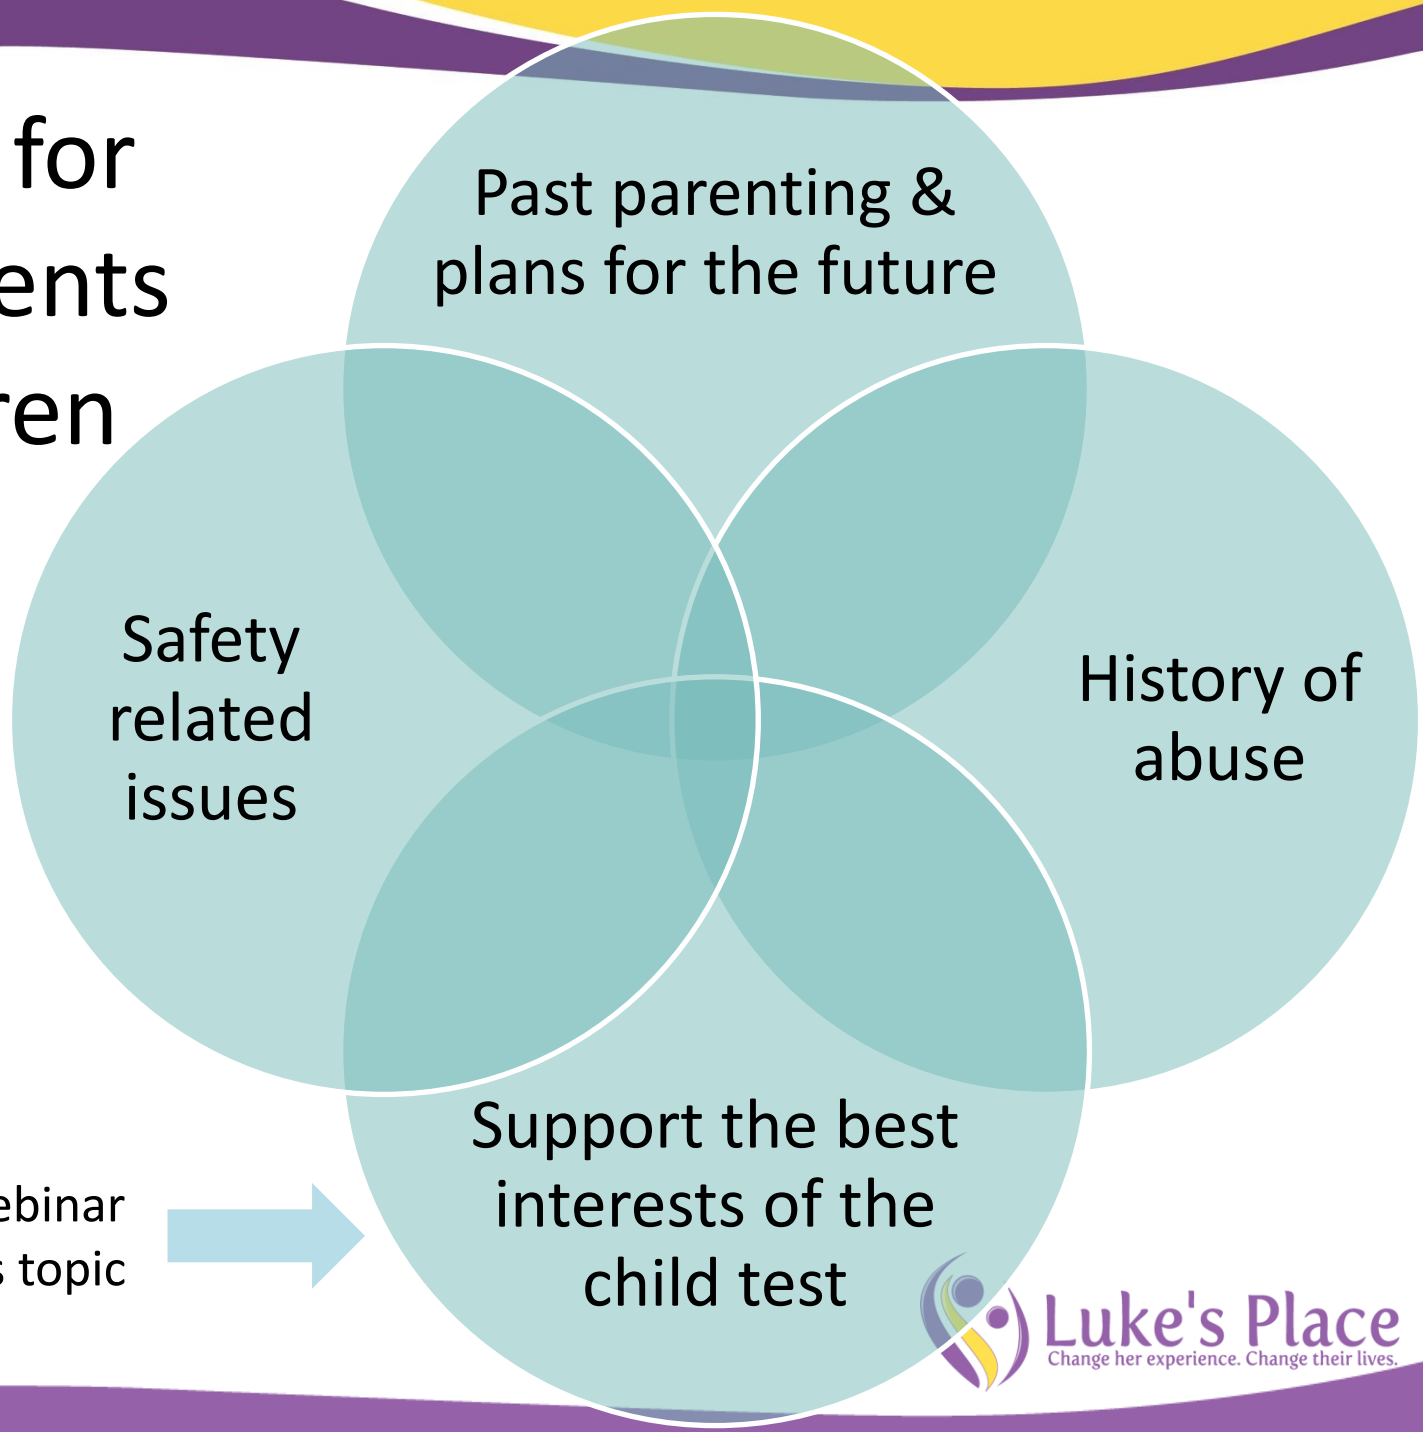 for
ents
ren
Past parenting &
plans for the future
Safety
related
issues
History of
abuse
Support the best
interests of the
child test
ebinar
s topic
Luke's Place
Change her experience. Change their lives.